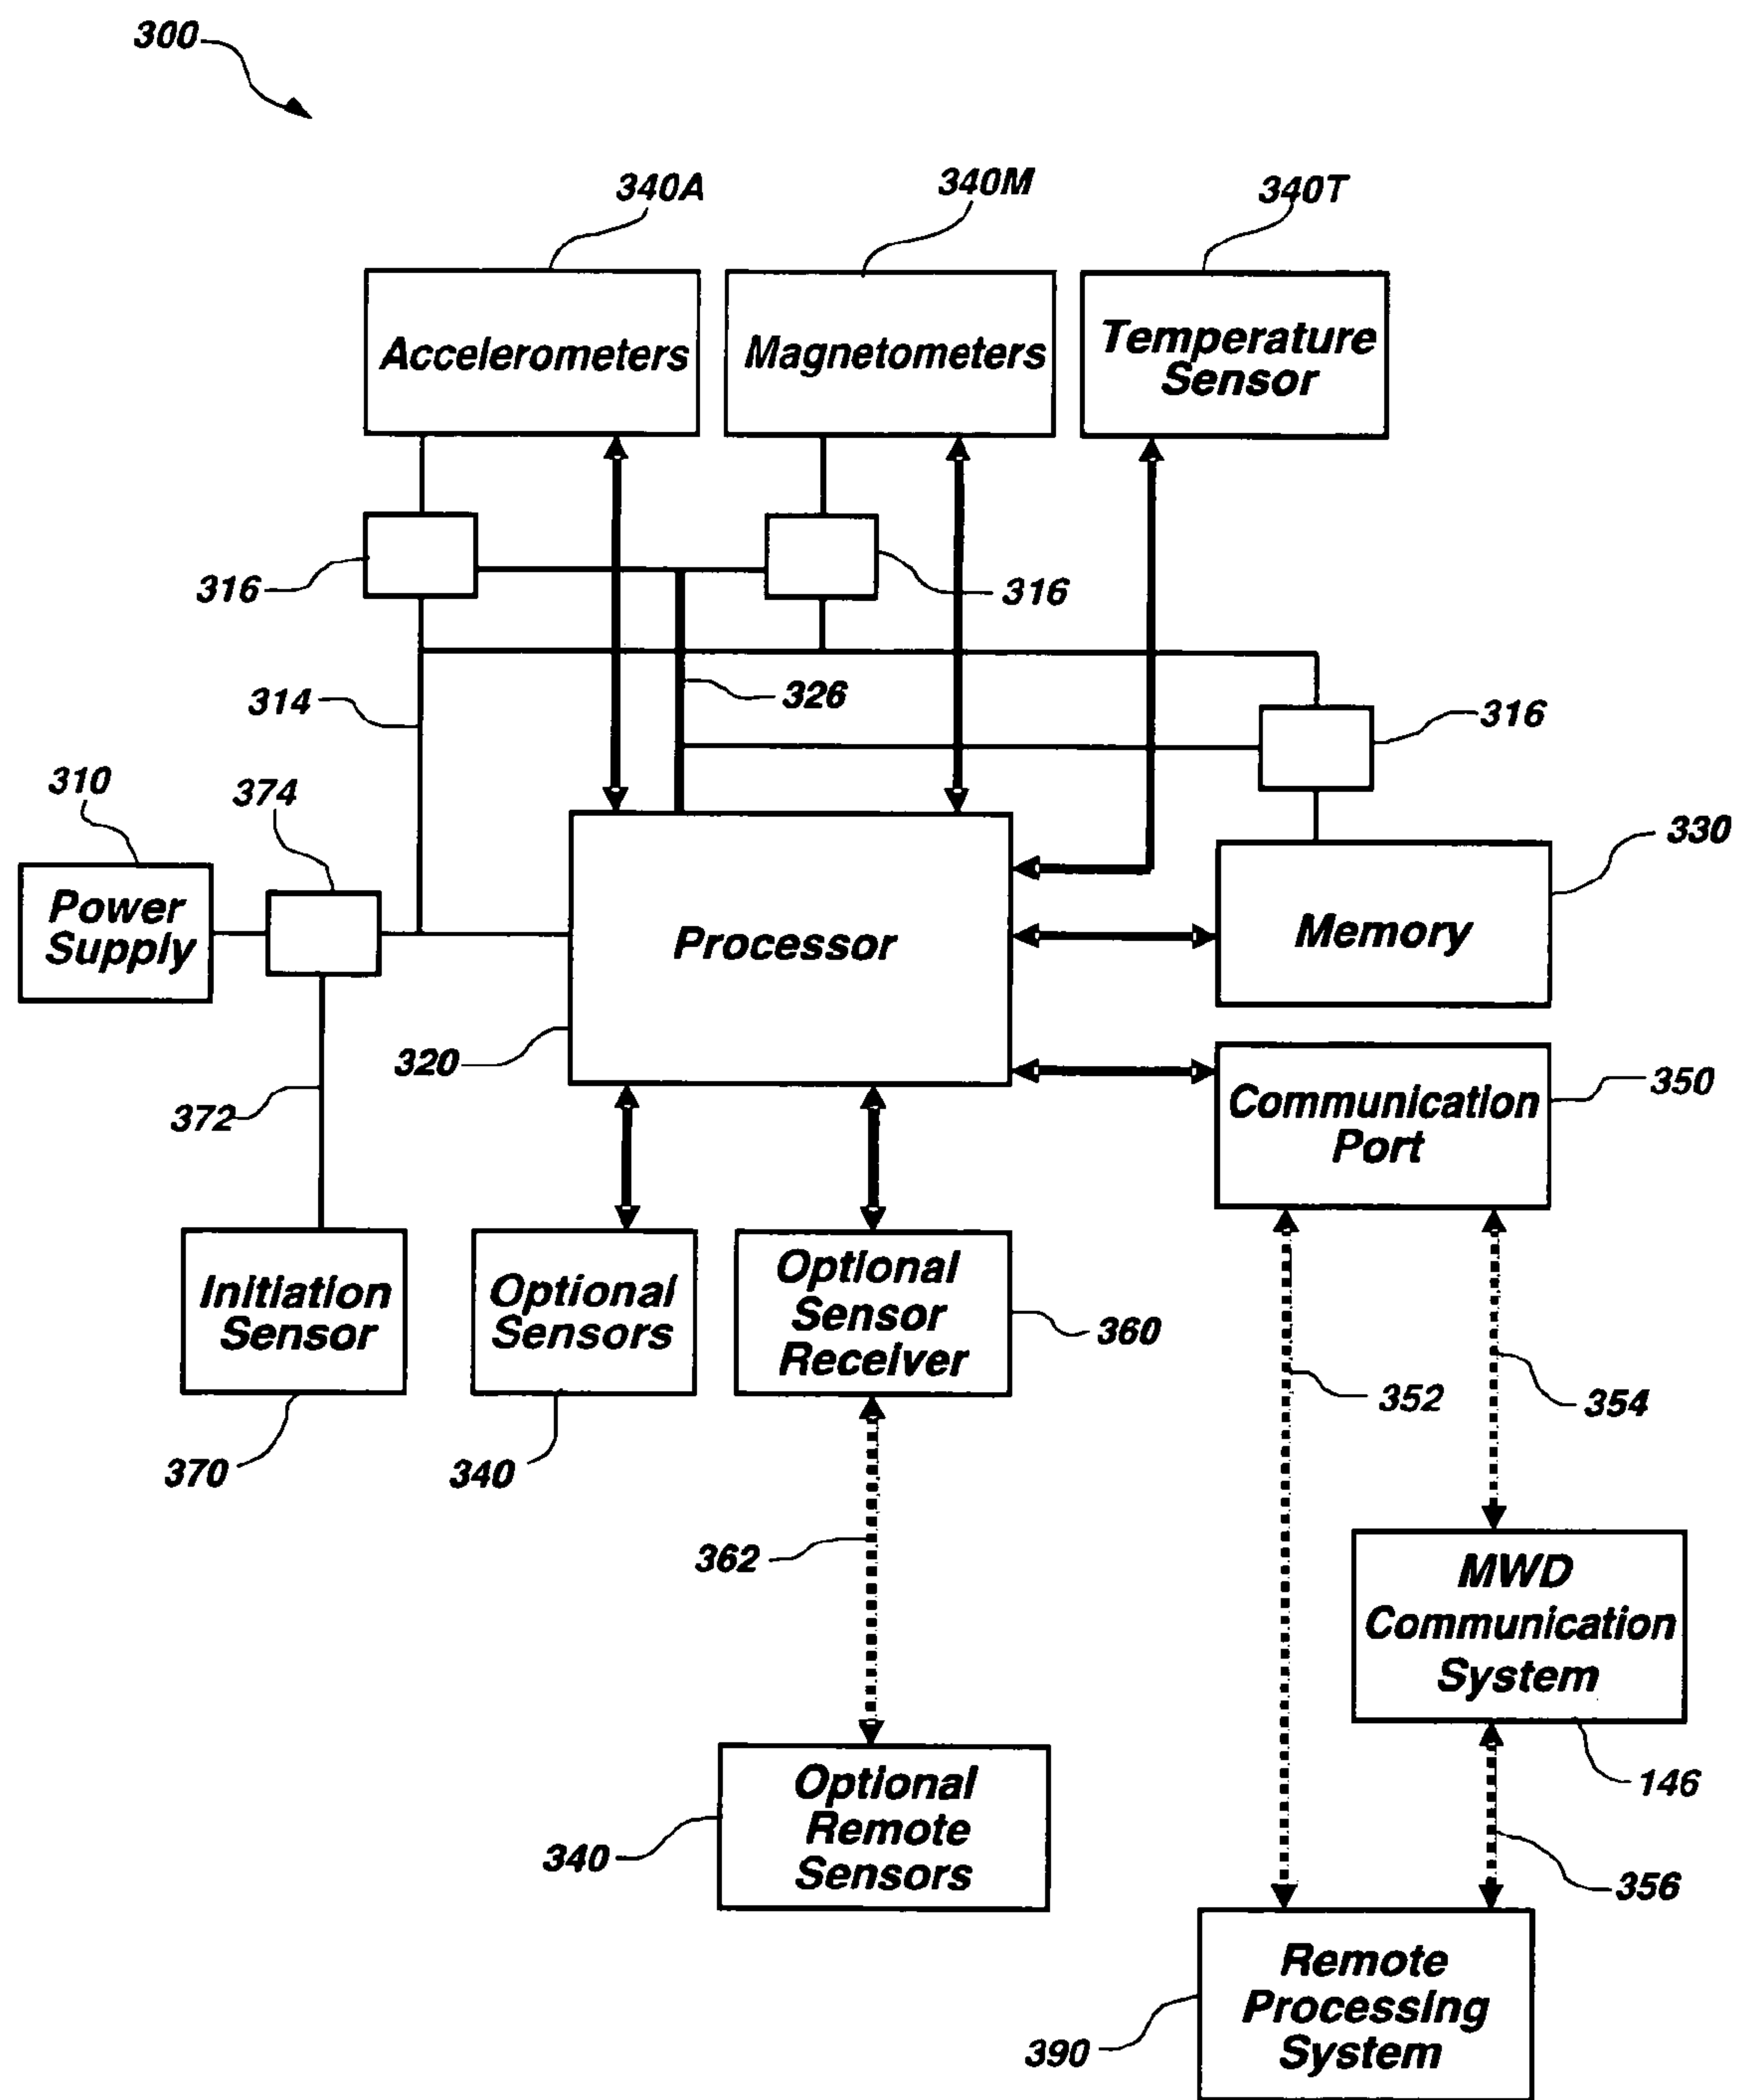 300
340A
340M
340T
Accelerometers
Magnetometers
Temperature
Sensor
316
316
314
326
316
310
374
330
Power
Supply
Processor
Memory
320
372
350
Communication
Port
Initiation
Sensor
Optional
Sensors
Optional
Sensor
Receiver
360
352
354
370
340
362
MWD
Communication
System
146
Optional
Remote
Sensors
340
356
Remote
Processing
System
390